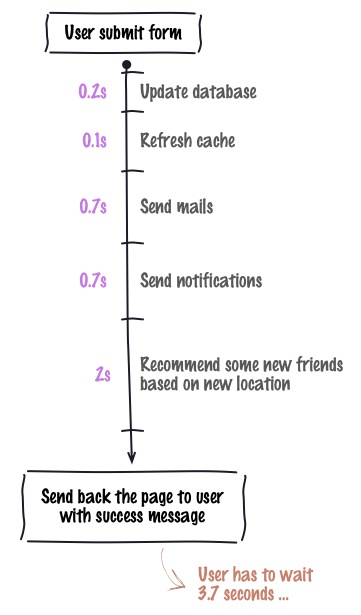 User submit form
0.2s Update database
0.1s Refresh cache
0.7s Send mails
0.7s Send notifications
2s Recommend some new friends
based on new location
Send back the page to user
with success message
User has to wait
3.7 seconds ...